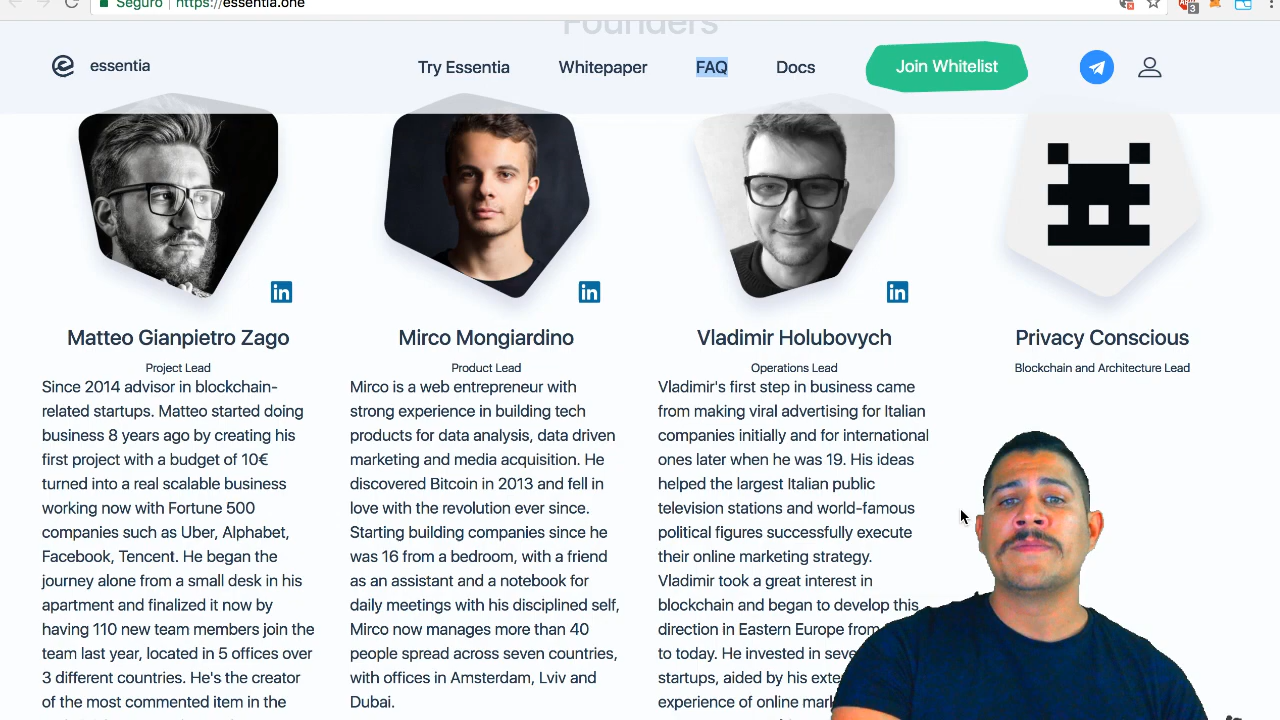 Seguro https://essentia.one
3
Founders
essentia
Try Essentia
Whitepaper
FAQ
Docs
Join Whitelist
in
in
in
Matteo Gianpietro Zago
Project Lead
Since 2014 advisor in blockchain-
related startups. Matteo started doing
business 8 years ago by creating his
first project with a budget of 10€
turned into a real scalable business
working now with Fortune 500
companies such as Uber, Alphabet,
Facebook, Tencent. He began the
journey alone from a small desk in his
apartment and finalized it now by
having 110 new team members join the
team last year, located in 5 offices over
3 different countries. He's the creator
of the most commented item in the
Mirco Mongiardino
Product Lead
Mirco is a web entrepreneur with
strong experience in building tech
products for data analysis, data driven
marketing and media acquisition. He
discovered Bitcoin in 2013 and fell in
love with the revolution ever since.
Starting building companies since he
was 16 from a bedroom, with a friend
as an assistant and a notebook for
daily meetings with his disciplined self,
Mirco now manages more than 40
people spread across seven countries,
with offices in Amsterdam, Lviv and
Dubai.
Vladimir Holubovych
Operations Lead
Vladimir's first step in business came
from making viral advertising for Italian
companies initially and for international
ones later when he was 19. His ideas
helped the largest Italian public
television stations and world-famous
political figures successfully execute
their online marketing strategy.
Vladimir took a great interest in
blockchain and began to develop this
direction in Eastern Europe from
to today. He invested in
startups, aided by his
experience of online
Privacy Conscious
Blockchain and Architecture Lead